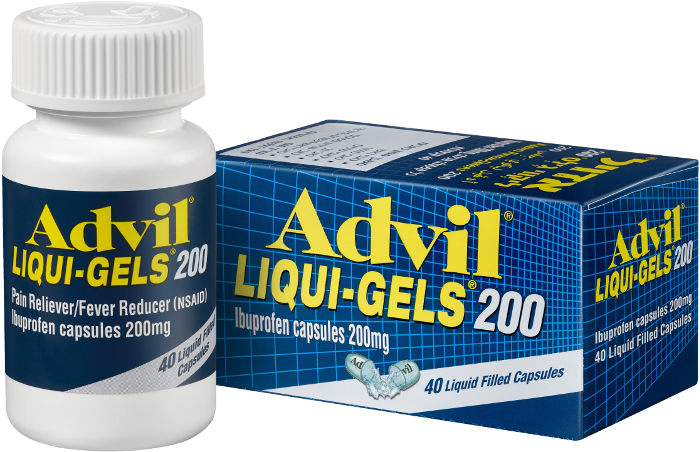 Advil®
LIQUI-GELS® 200
Pain Reliever/Fever Reducer (NSAID)
Ibuprofen capsules 200mg
40 Liquid Filled
Capsules
Advil®
LIQUI-GELS® 200
Ibuprofen capsules 200mg
Ad vil
40 Liquid Filled Capsules
Advil®
LIQUI-GELS® 200
Ibuprofen capsules 200mg
40 Liquid Filled Capsules